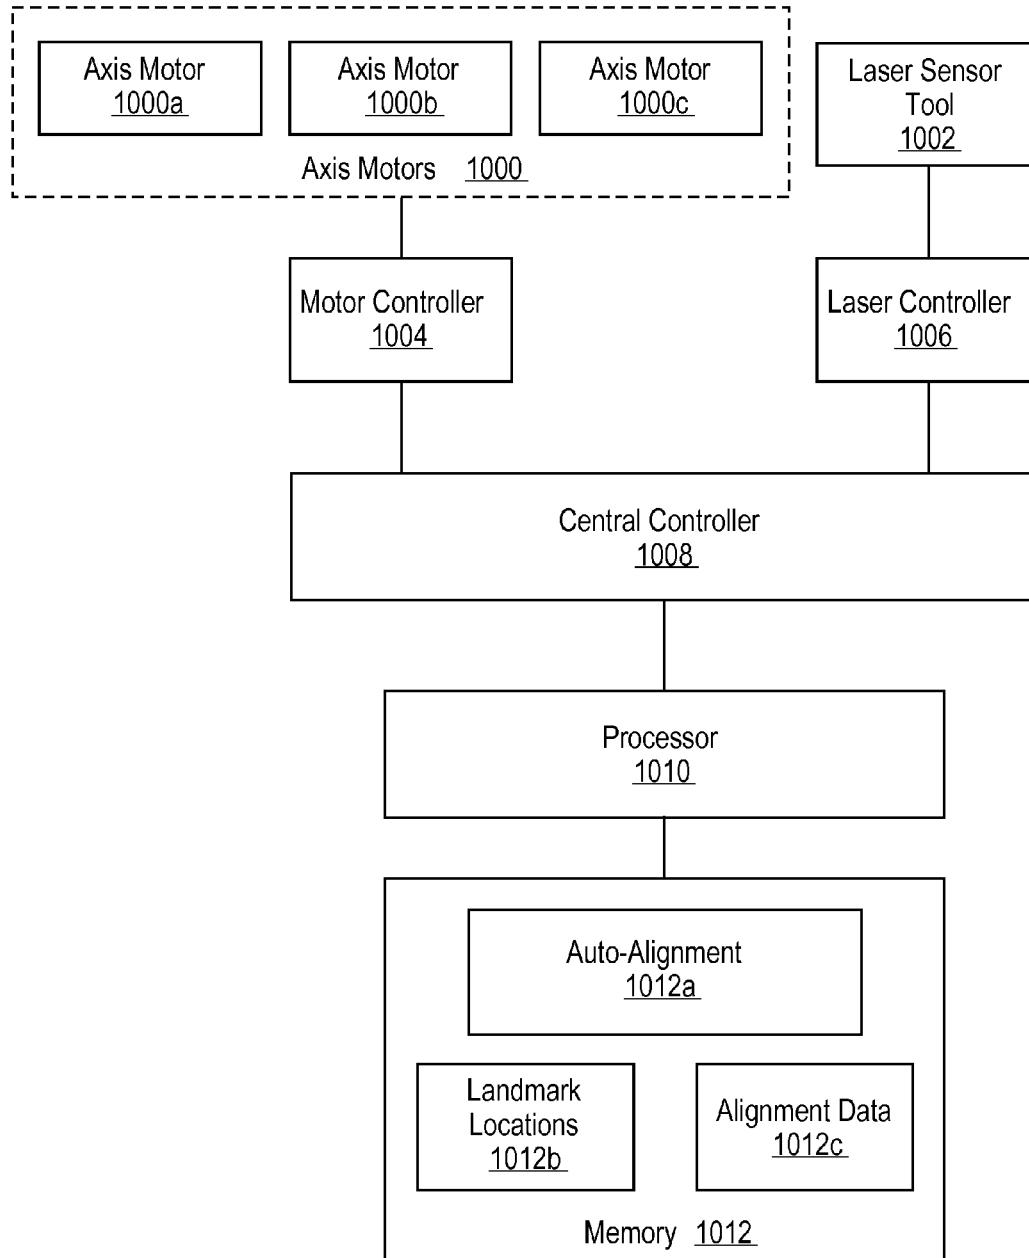 Axis Motor
1000a
Axis Motor
1000b
Axis Motor
1000c
Axis Motors 1000
Laser Sensor
Tool
1002
Motor Controller
1004
Laser Controller
1006
Central Controller
1008
Processor
1010
Auto-Alignment
1012a
Landmark
Locations
1012b
Alignment Data
1012c
Memory 1012